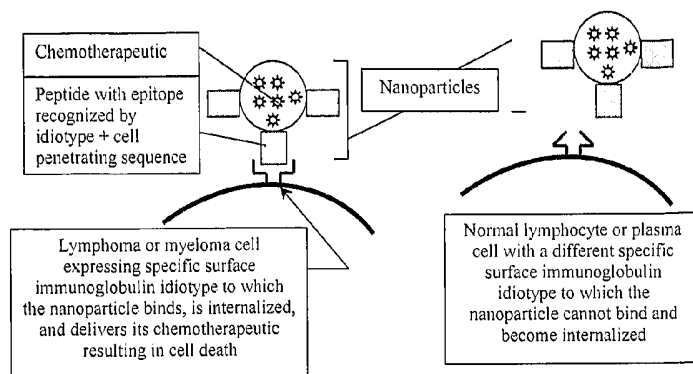 Chemotherapeutic
Peptide with epitope
recognized by
idiotype + cell
penetrating sequence
Nanoparticles
Lymphoma or myeloma cell
expressing specific surface
immunoglobulin idiotype to which
the nanoparticle binds, is internalized,
and delivers its chemotherapeutic
resulting in cell death
Normal lymphocyte or plasma
cell with a different specific
surface immunoglobulin
idiotype to which the
nanoparticle cannot bind and
become internalized